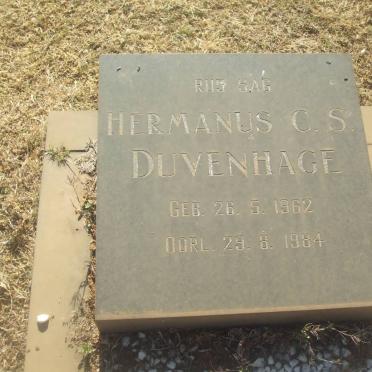 RUS SAG
HERMANUS C. S.
DUVENHAGE
GEB. 26. 5. 1962
OORL. 29. 8. 1984